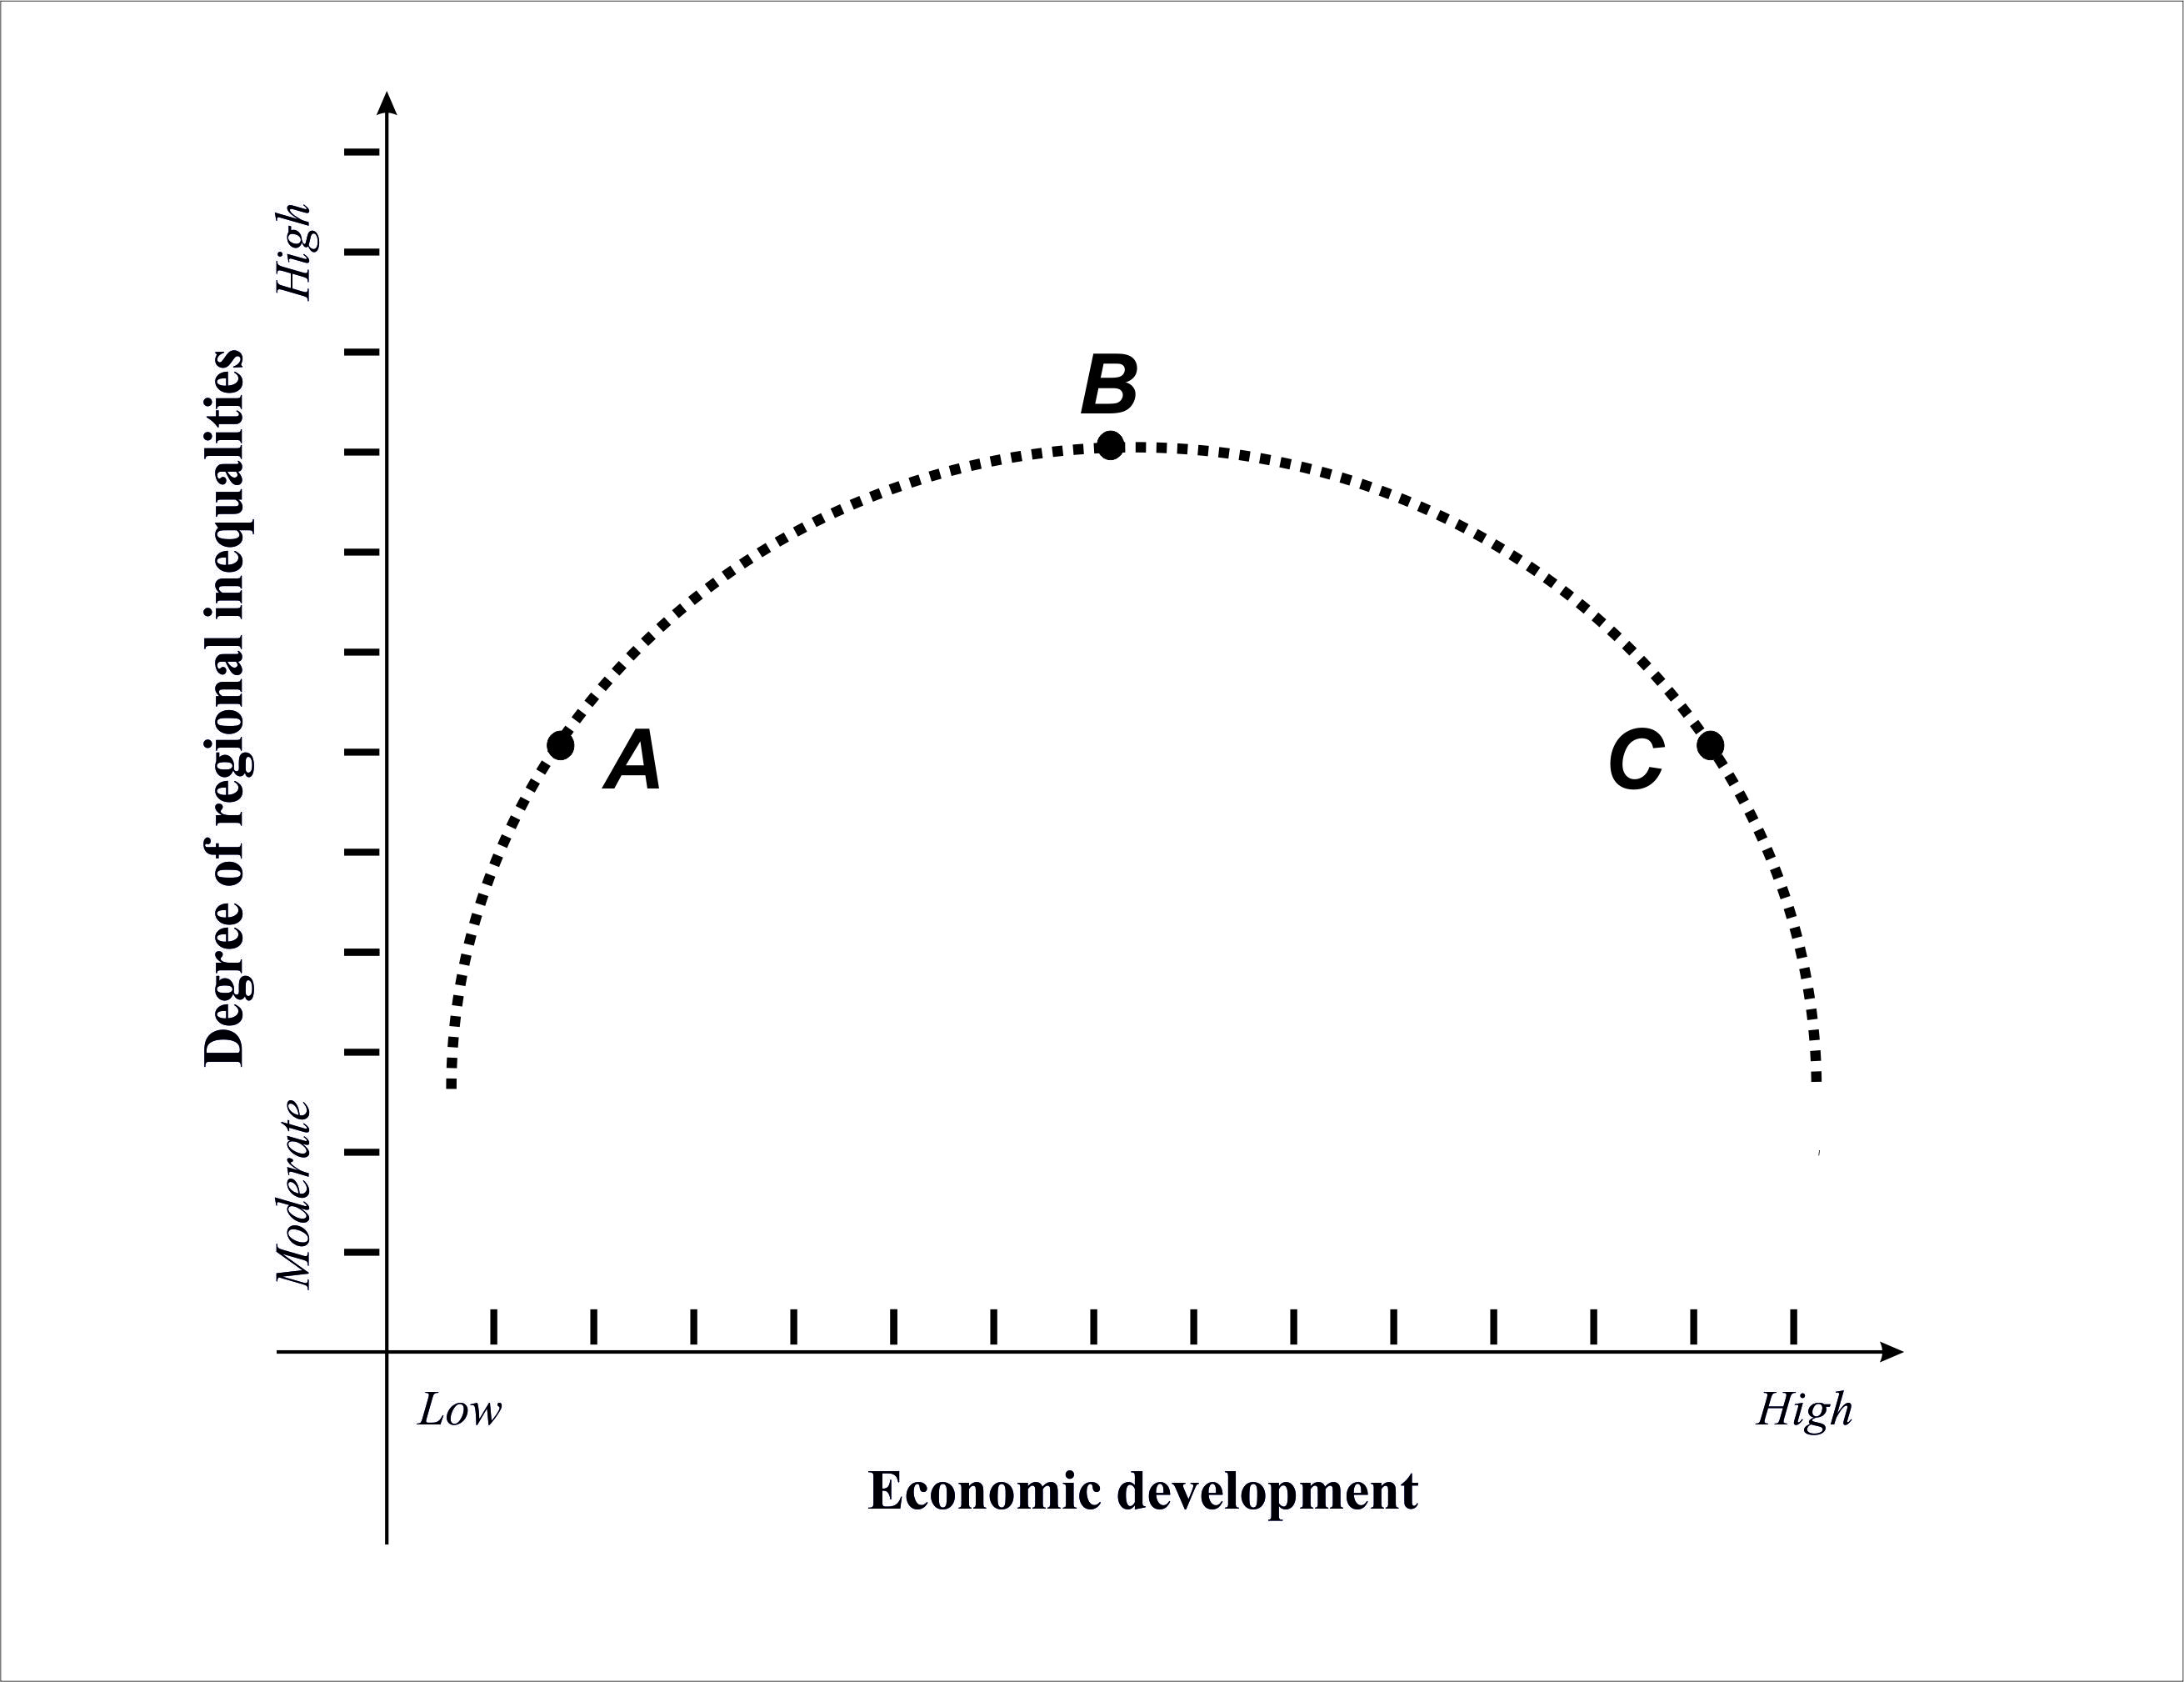 High
Degree of regional inequalities
Moderate
B
A
C
Low
High
Economic development